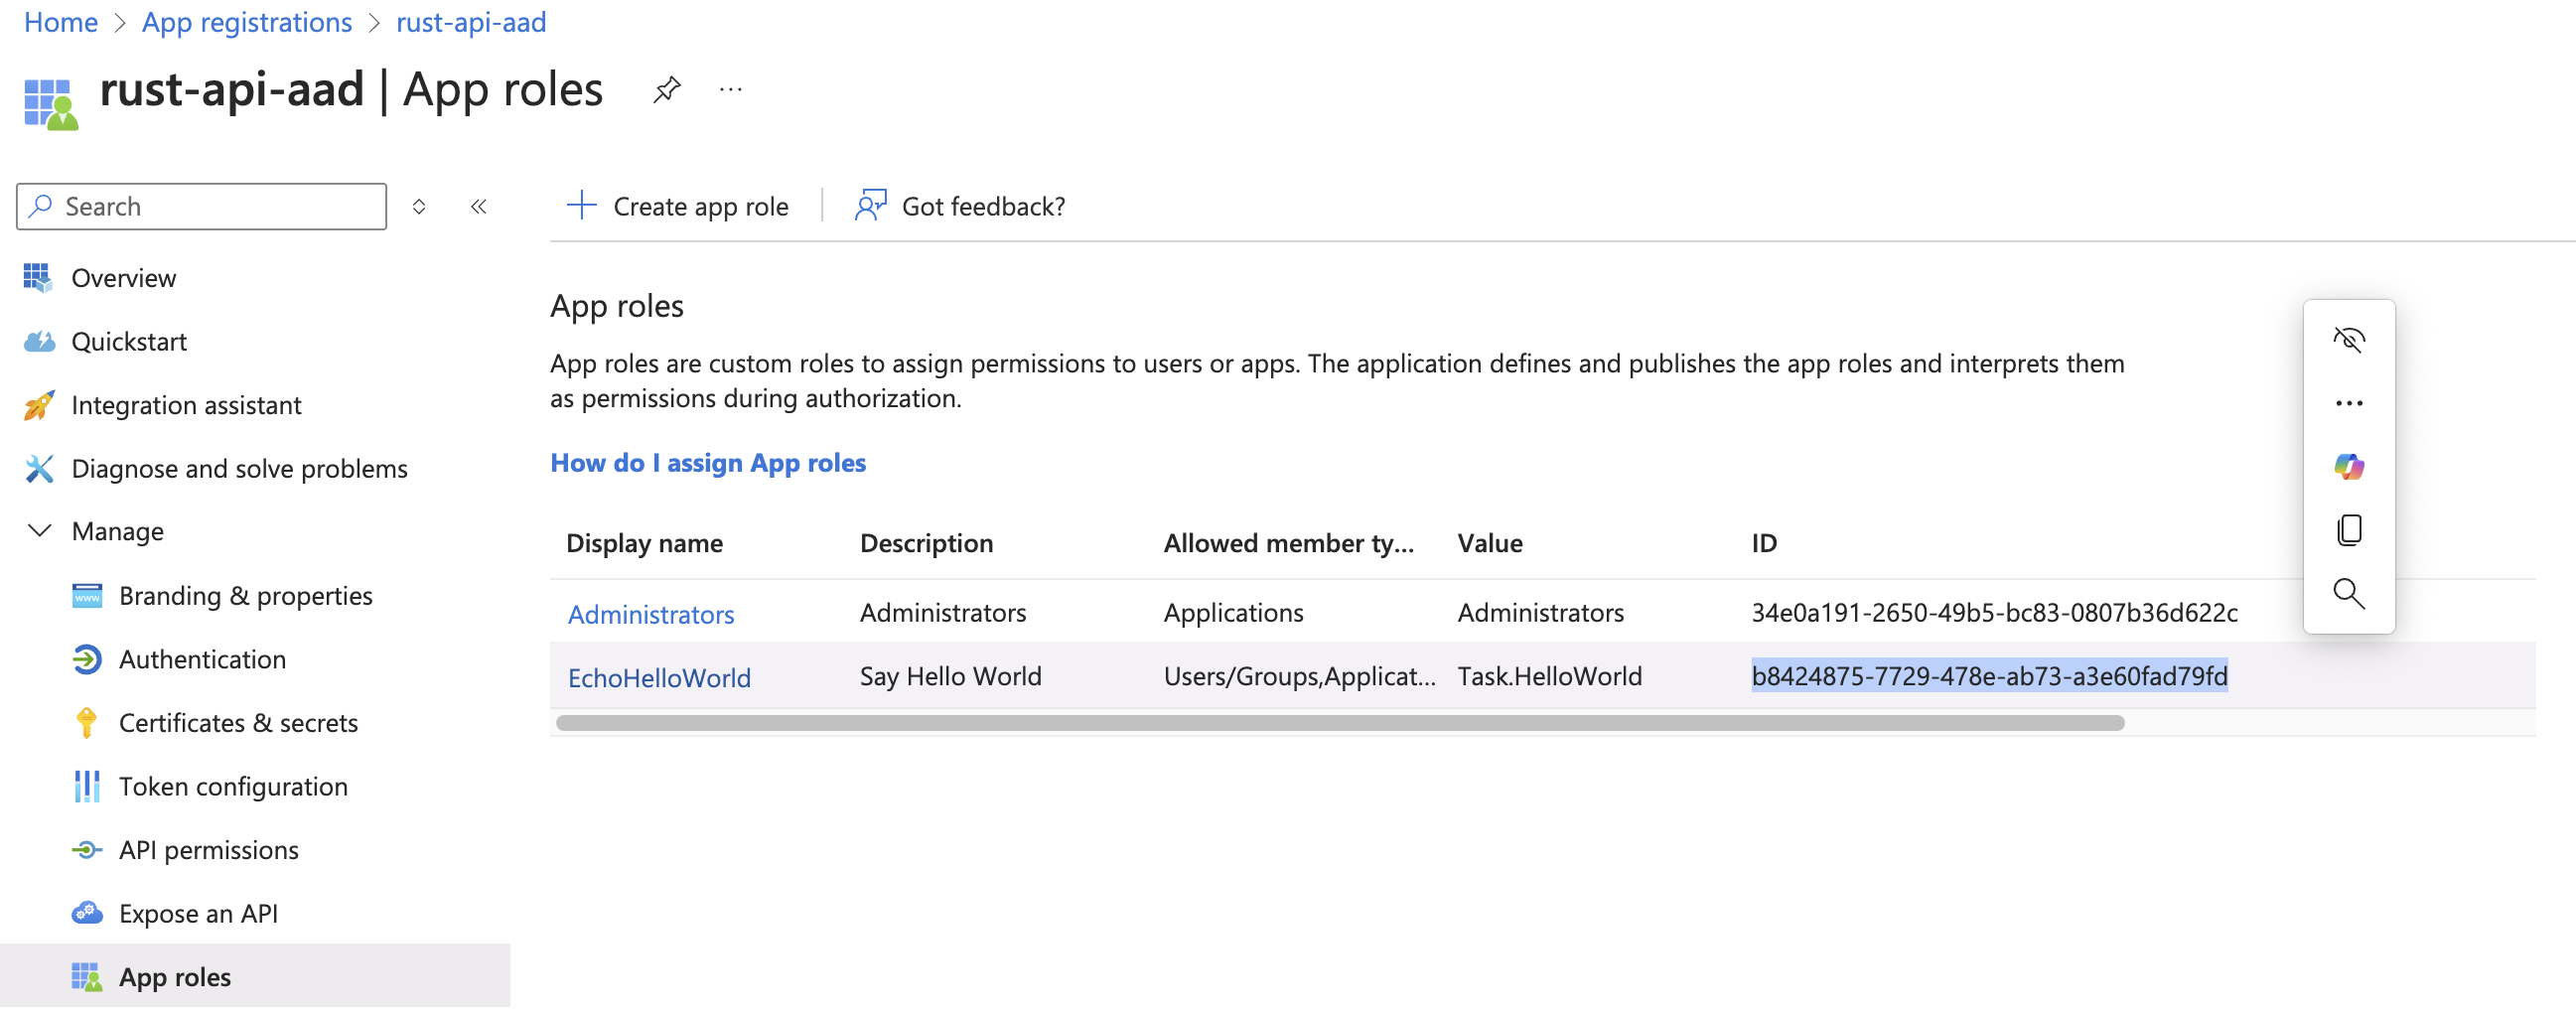 Home > App registrations > rust-api-aad
rust-api-aad | App roles
Search
Overview
Quickstart
Integration assistant
Diagnose and solve problems
Manage
Branding & properties
Authentication
Certificates & secrets
Token configuration
API permissions
Expose an API
App roles
Create app role
Got feedback?
App roles
App roles are custom roles to assign permissions to users or apps. The application defines and publishes the app roles and interprets them
as permissions during authorization.
How do I assign App roles
Display name Description Allowed member ty... Value ID
Administrators Administrators Applications Administrators 34e0a191-2650-49b5-bc83-0807b36d622c
EchoHelloWorld Say Hello World Users/Groups,Applicat... Task.HelloWorld b8424875-7729-478e-ab73-a3e60fad79fd